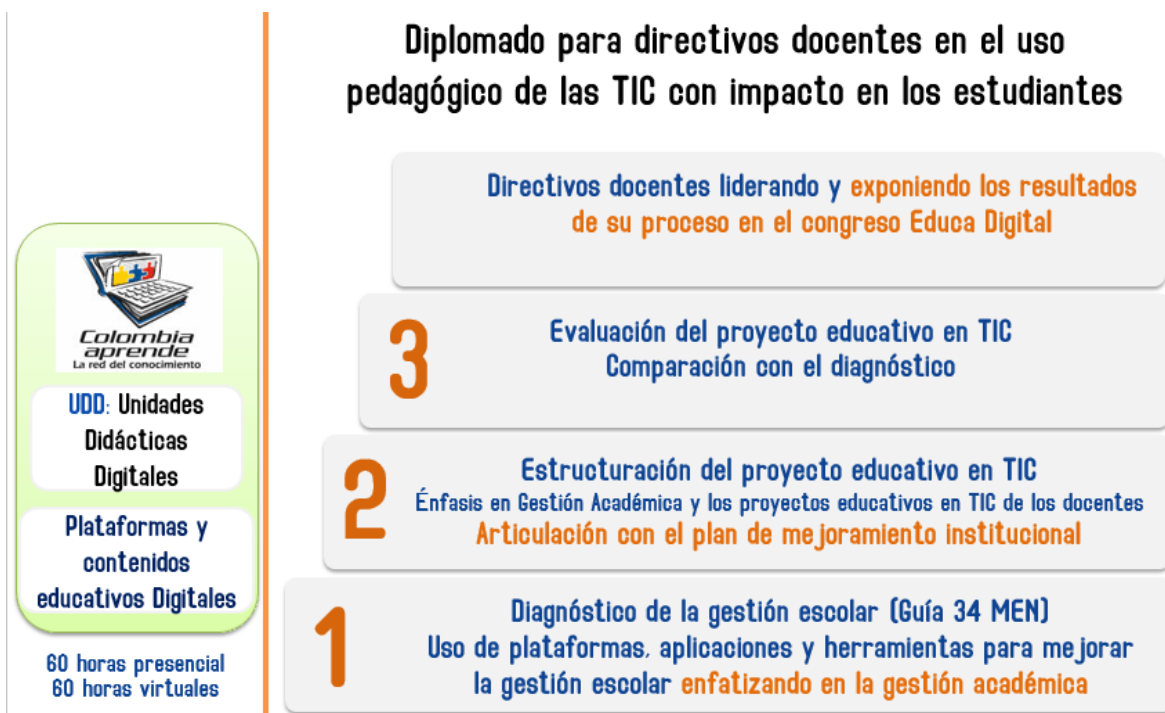 Diplomado para directivos docentes en el uso
pedagógico de las TIC con impacto en los estudiantes
Directivos docentes liderando y exponiendo los resultados
de su proceso en el congreso Educa Digital
3
Evaluación del proyecto educativo en TIC
Comparación con el diagnóstico
2
Estructuración del proyecto educativo en TIC
Énfasis en Gestión Académica y los proyectos educativos en TIC de los docentes
Articulación con el plan de mejoramiento institucional
1
Diagnóstico de la gestión escolar (Guía 34 MEN)
Uso de plataformas, aplicaciones y herramientas para mejorar
la gestión escolar enfatizando en la gestión académica
Colombia
aprende
La red del conocimiento
UDD: Unidades
Didácticas
Digitales
Plataformas y
contenidos
educativos Digitales
60 horas presencial
60 horas virtuales